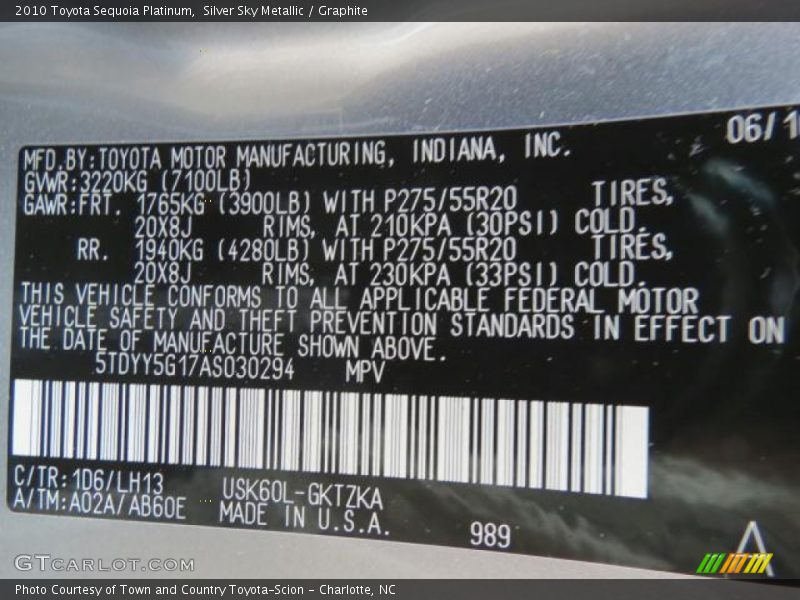 2010 Toyota Sequoia Platinum, Silver Sky Metallic / Graphite
06/1
MFD.BY:TOYOTA MOTOR MANUFACTURING, INDIANA, INC.
GVWR:3220KG (7100LB)
GAWR:FRT. 1765KG (3900LB) WITH P275/55R20 TIRES,
20X8J RIMS, AT 210KPA (30PSI) COLD.
RR. 1940KG (4280LB) WITH P275/55R20 TIRES,
20X8J RIMS, AT 230KPA (33PSI) COLD.
THIS VEHICLE CONFORMS TO ALL APPLICABLE FEDERAL MOTOR
VEHICLE SAFETY AND THEFT PREVENTION STANDARDS IN EFFECT ON
THE DATE OF MANUFACTURE SHOWN ABOVE.
5TDYY5G17AS030294 MPV
C/TR:1D6/LH13 USK60L-GKTZKA
A/TM:A02A/AB60E MADE IN U.S.A.
989
GTCARLOT.COM
Photo Courtesy of Town and Country Toyota-Scion - Charlotte, NC